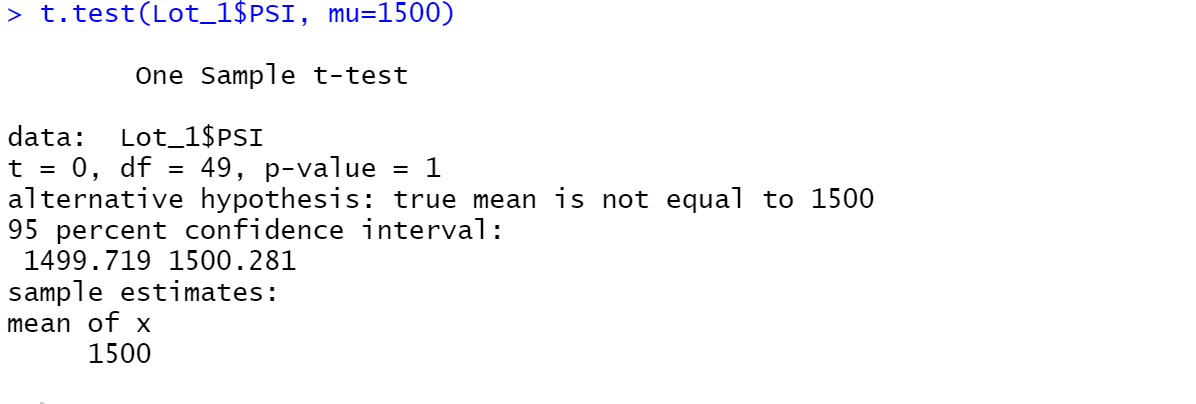 > t.test(Lot_1$PSI, mu=1500)
One Sample t-test
data:  Lot_1$PSI
t = 0, df = 49, p-value = 1
alternative hypothesis: true mean is not equal to 1500
95 percent confidence interval:
1499.719 1500.281
sample estimates:
mean of x
1500